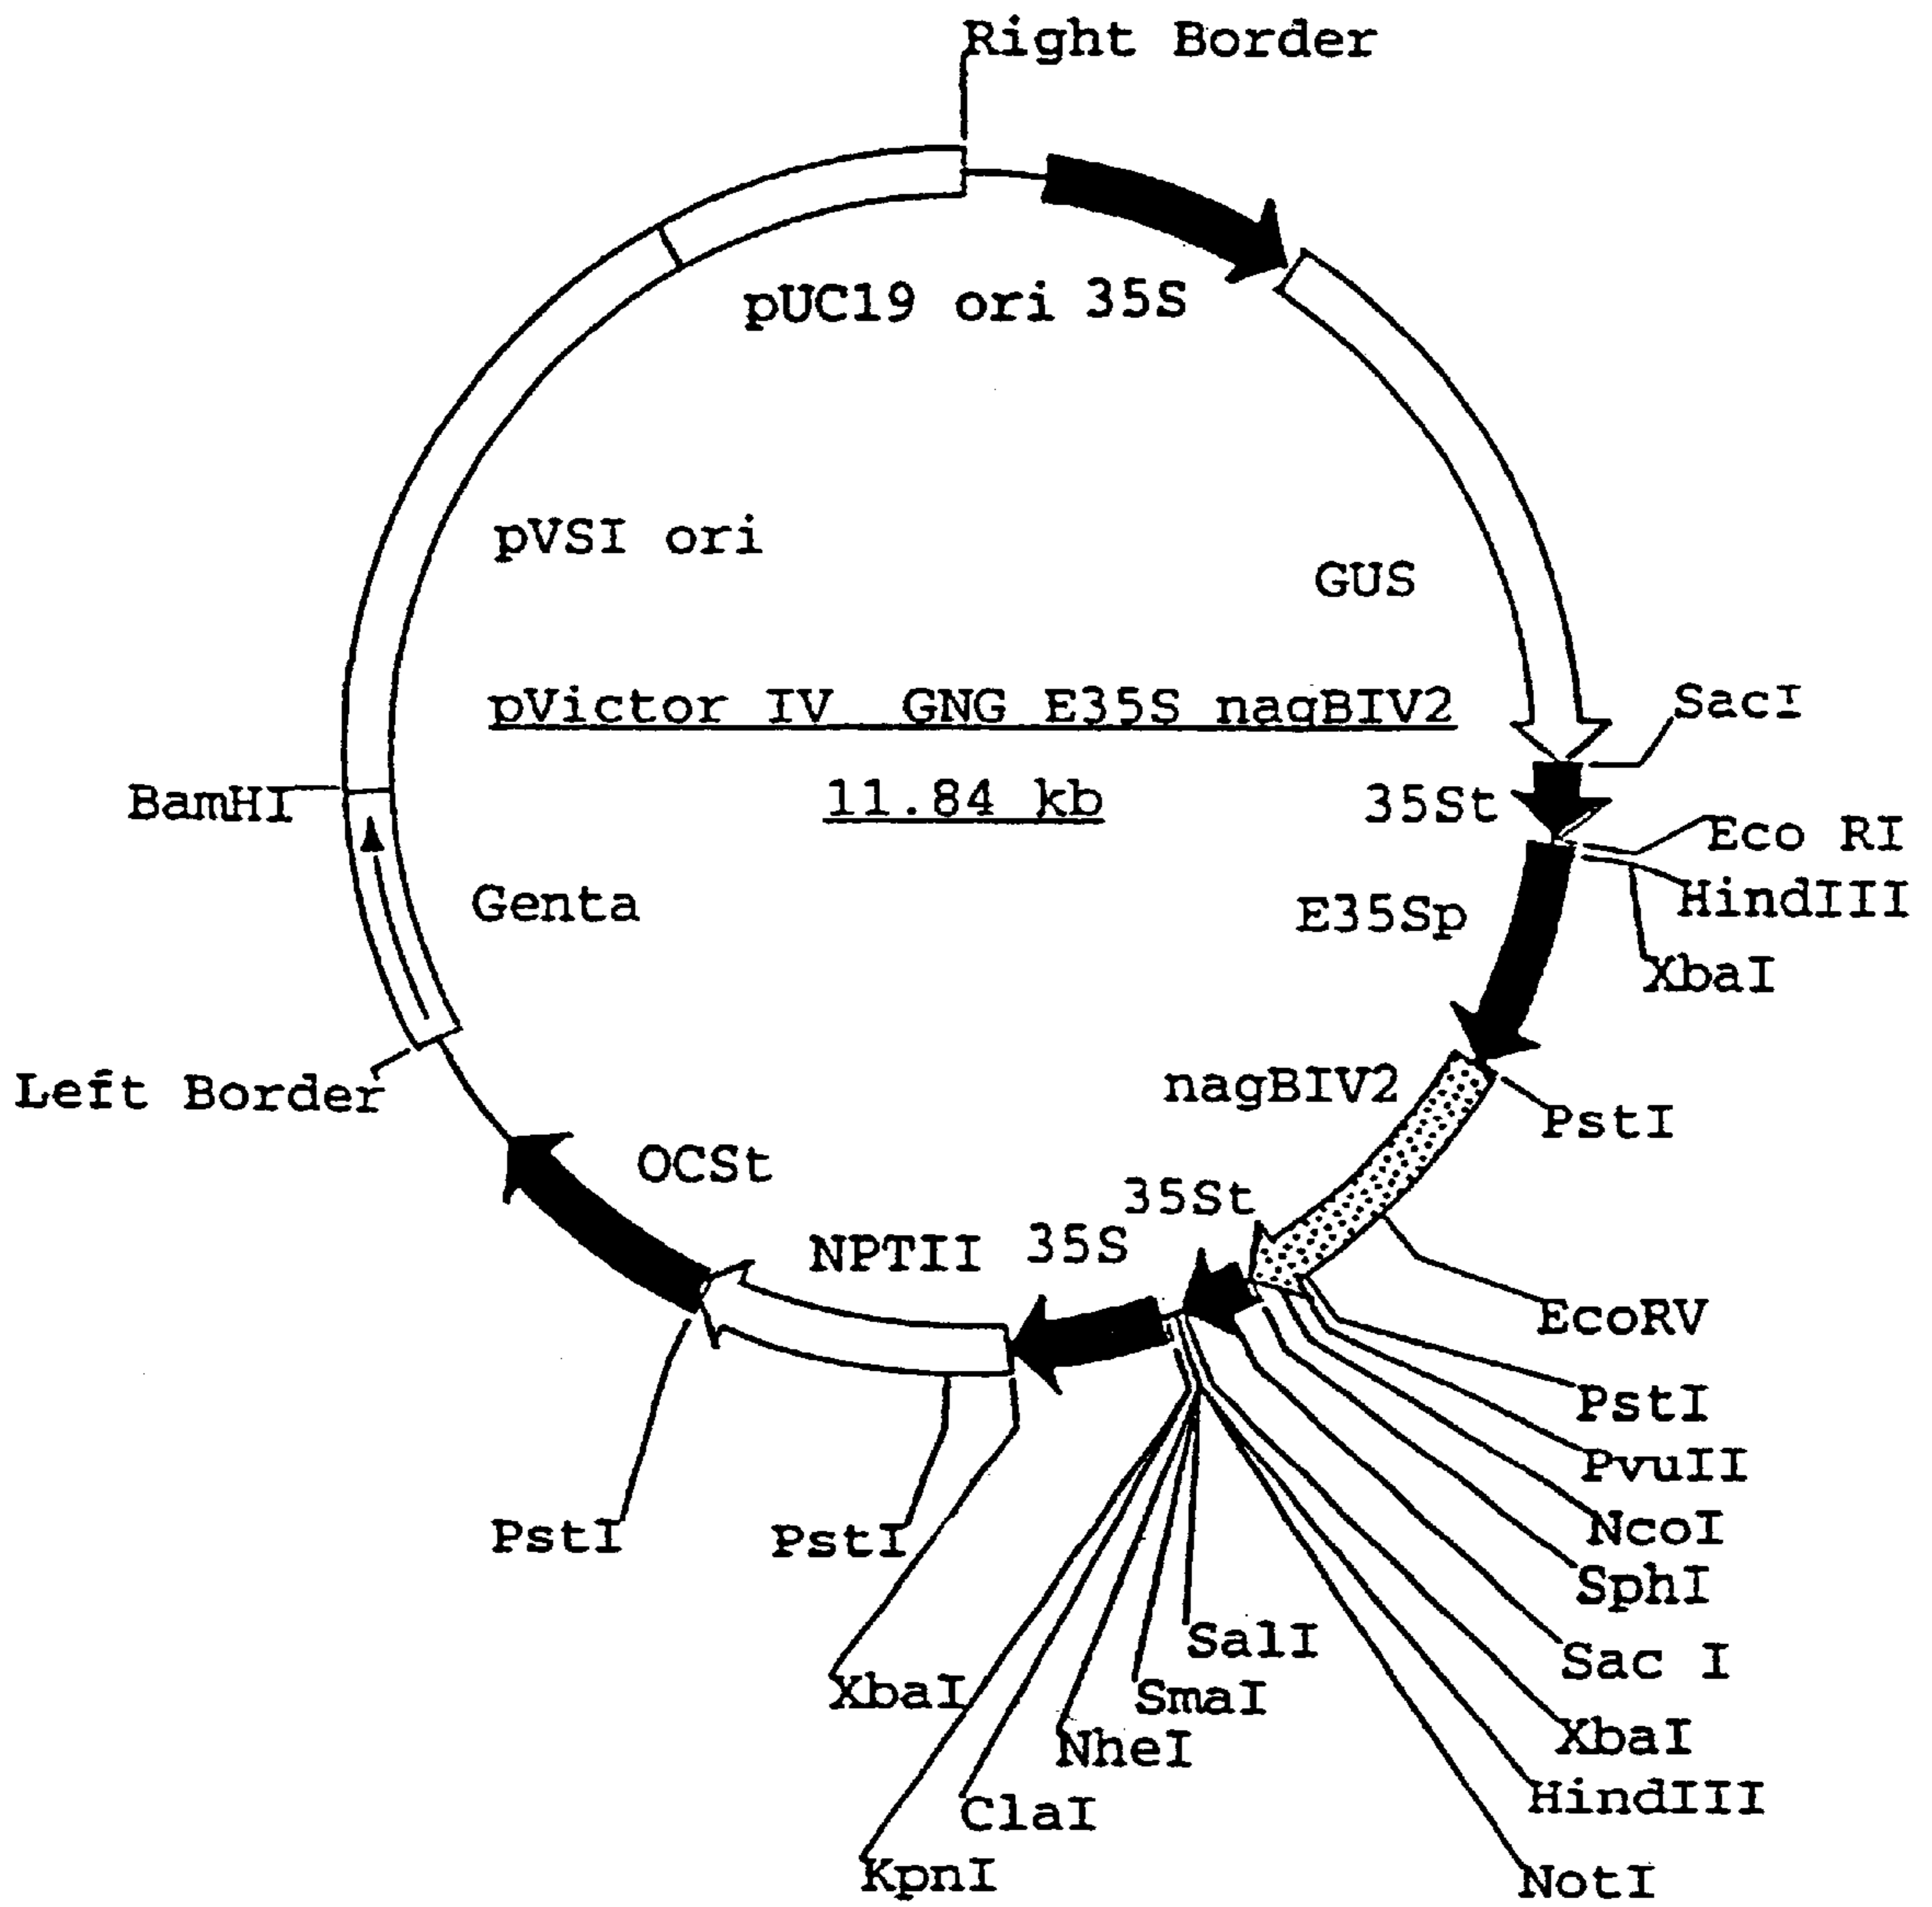 Right Border
pUC19 ori 35S
pVSI ori
GUS
pVictor IV GNG E35S nagBIV2
11.84 kb
SacI
35St
BamHI
Eco RI
HindIII
E35Sp
Genta
XbaI
Left Border
nagBIV2
PstI
OCSt
35St
35S
NPTII
EcoRV
PstI
PvuII
NcoI
SphI
PstI
PstI
SalI
Sac I
XbaI
SmaI
XbaI
NheI
HindIII
ClaI
KpnI
NotI